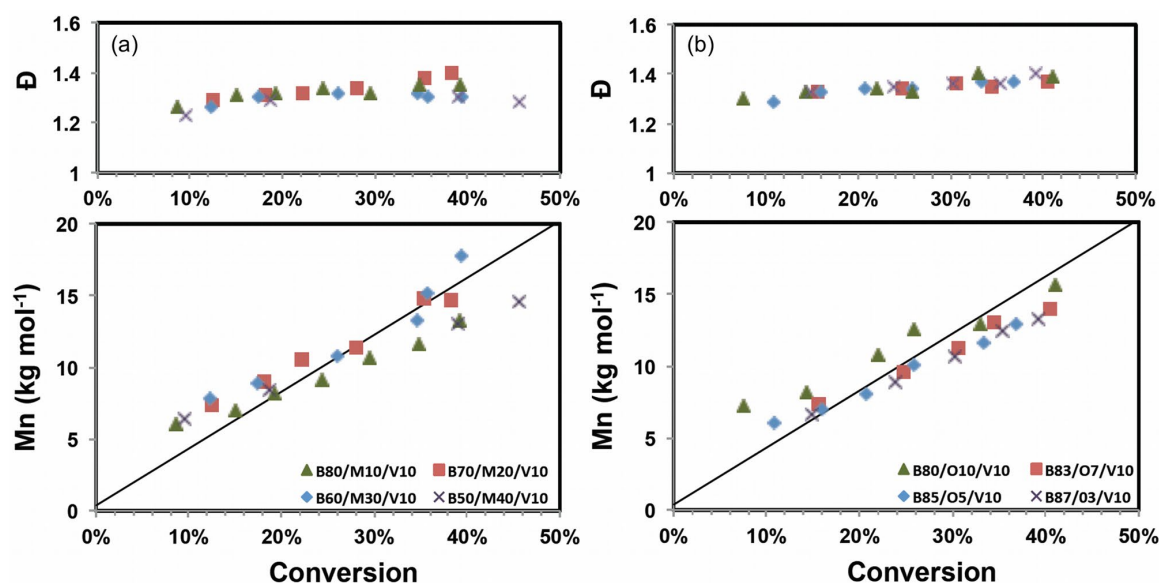 (a)
Đ
1.6
1.4
1.2
1
0% 10% 20% 30% 40% 50%
Mn (kg mol-1)
20
15
10
5
0
B80/M10/V10 B70/M20/V10
B60/M30/V10 B50/M40/V10
0% 10% 20% 30% 40% 50%
Conversion
(b)
Đ
1.6
1.4
1.2
1
0% 10% 20% 30% 40% 50%
Mn (kg mol-1)
20
15
10
5
0
B80/O10/V10 B83/O7/V10
B85/O5/V10 B87/03/V10
0% 10% 20% 30% 40% 50%
Conversion